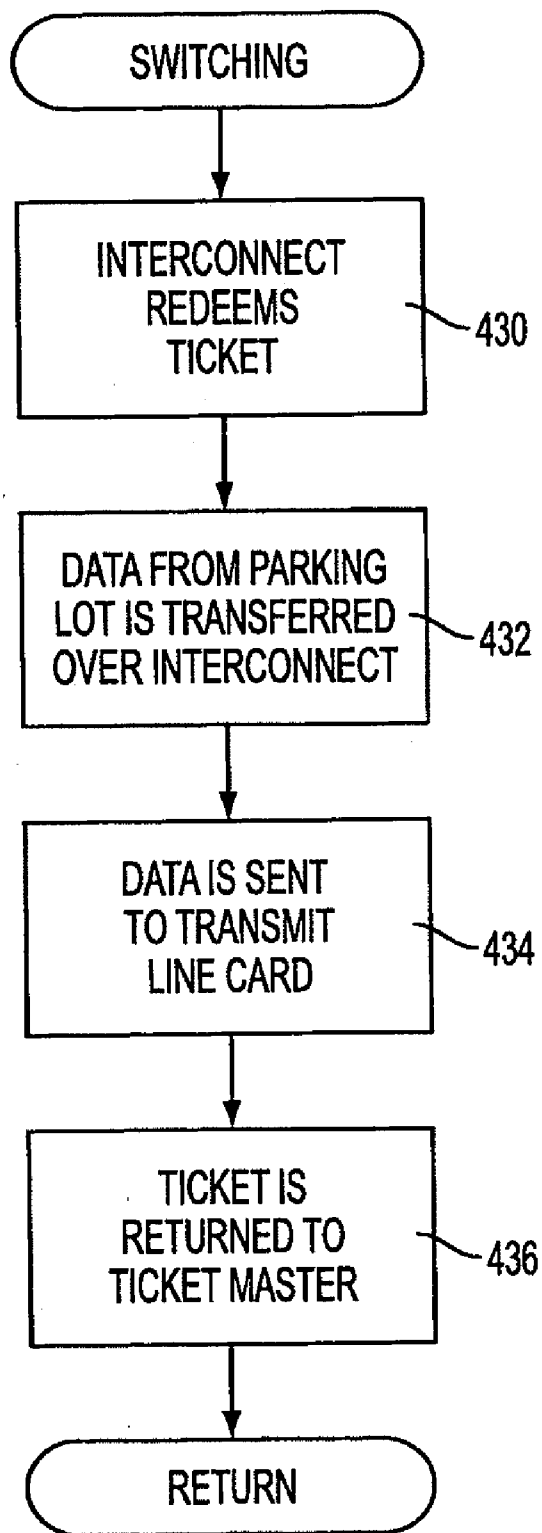 SWITCHING
INTERCONNECT
REDEEMS
TICKET
430
DATA FROM PARKING
LOT IS TRANSFERRED
OVER INTERCONNECT
432
DATA IS SENT
TO TRANSMIT
LINE CARD
434
TICKET IS
RETURNED TO
TICKET MASTER
436
RETURN